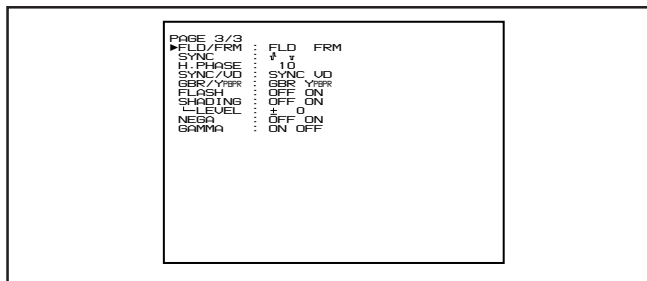 PAGE 3/3
►FLD/FRM : FLD FRM
SYNC :
H.PHASE : 10
SYNC/VD : SYNC VD
GBR/YPBPR : GBR YPBPR
FLASH : OFF ON
SHADING : OFF ON
└LEVEL : ± 0
NEGA : OFF ON
GAMMA : ON OFF